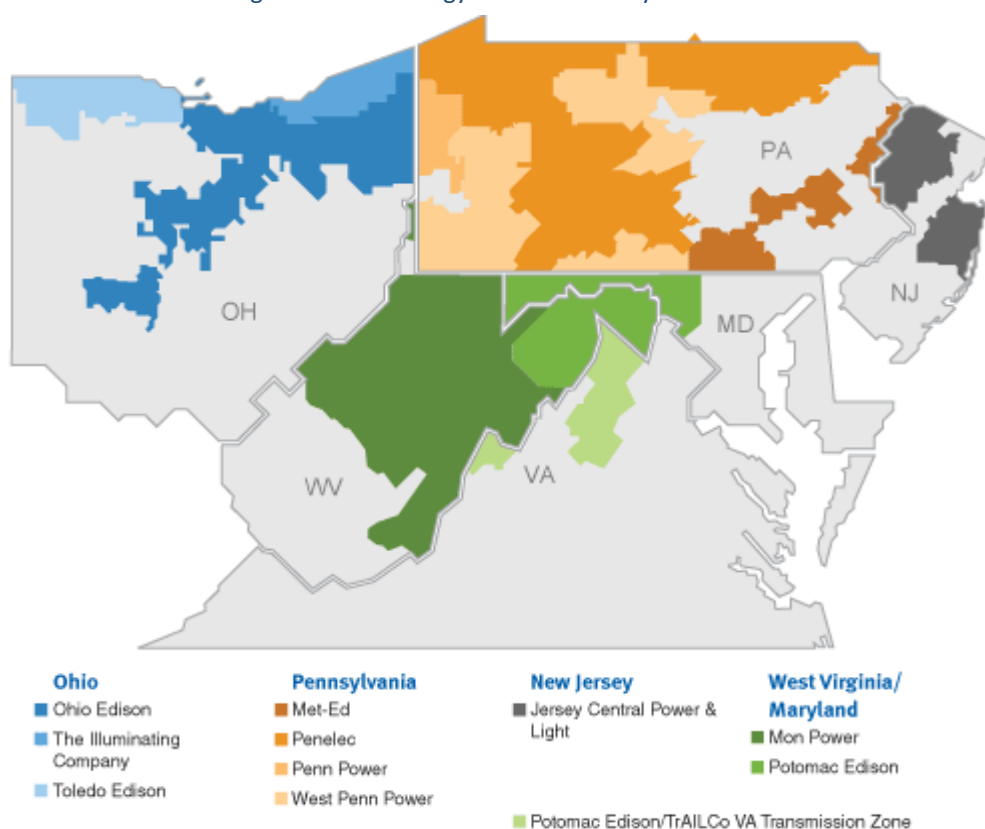 PA
OH
MD
NJ
WV
VA
Ohio
Ohio Edison
The Illuminating
Company
Toledo Edison
Pennsylvania
Met-Ed
Penelec
Penn Power
West Penn Power
New Jersey
Jersey Central Power &
Light
West Virginia/
Maryland
Mon Power
Potomac Edison
Potomac Edison/TrAILCo VA Transmission Zone